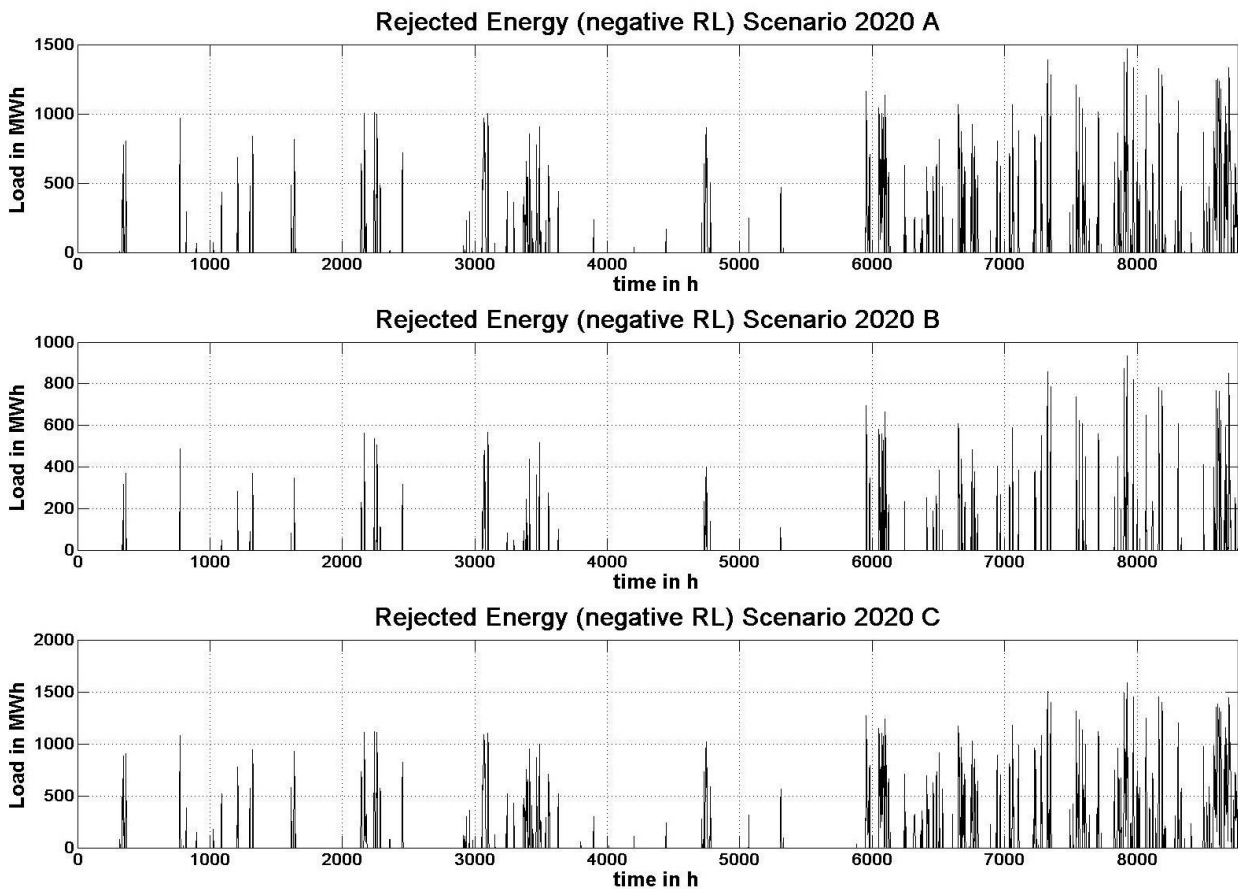 Rejected Energy (negative RL) Scenario 2020 A
1500
1000
500
0
Load in MWh
0 1000 2000 3000 4000 5000 6000 7000 8000
time in h
Rejected Energy (negative RL) Scenario 2020 B
1000
800
600
400
200
0
Load in MWh
0 1000 2000 3000 4000 5000 6000 7000 8000
time in h
Rejected Energy (negative RL) Scenario 2020 C
2000
1500
1000
500
0
Load in MWh
0 1000 2000 3000 4000 5000 6000 7000 8000
time in h